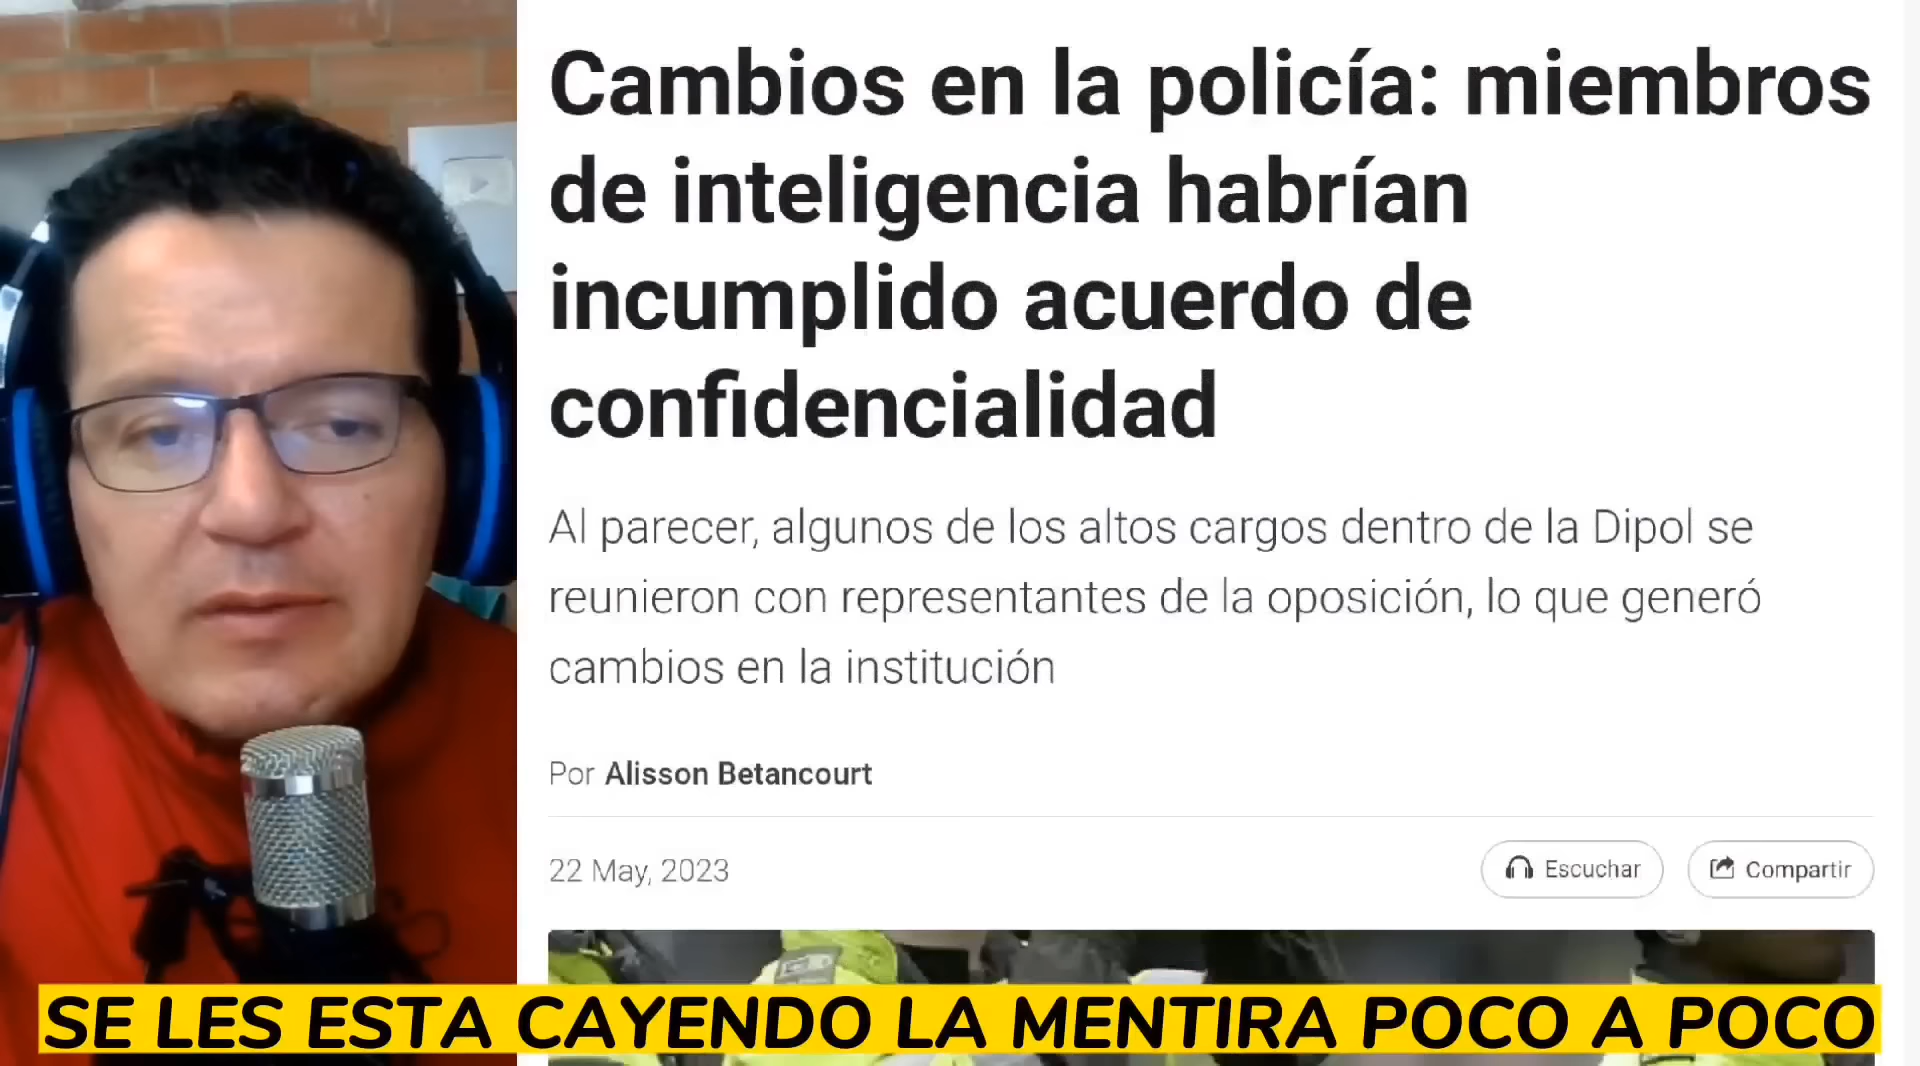 Cambios en la policía: miembros
de inteligencia habrían
incumplido acuerdo de
confidencialidad
Al parecer, algunos de los altos cargos dentro de la Dipol se
reunieron con representantes de la oposición, lo que generó
cambios en la institución
Por Alisson Betancourt
22 May, 2023
Escuchar
Compartir
SE LES ESTA CAYENDO LA MENTIRA POCO A POCO